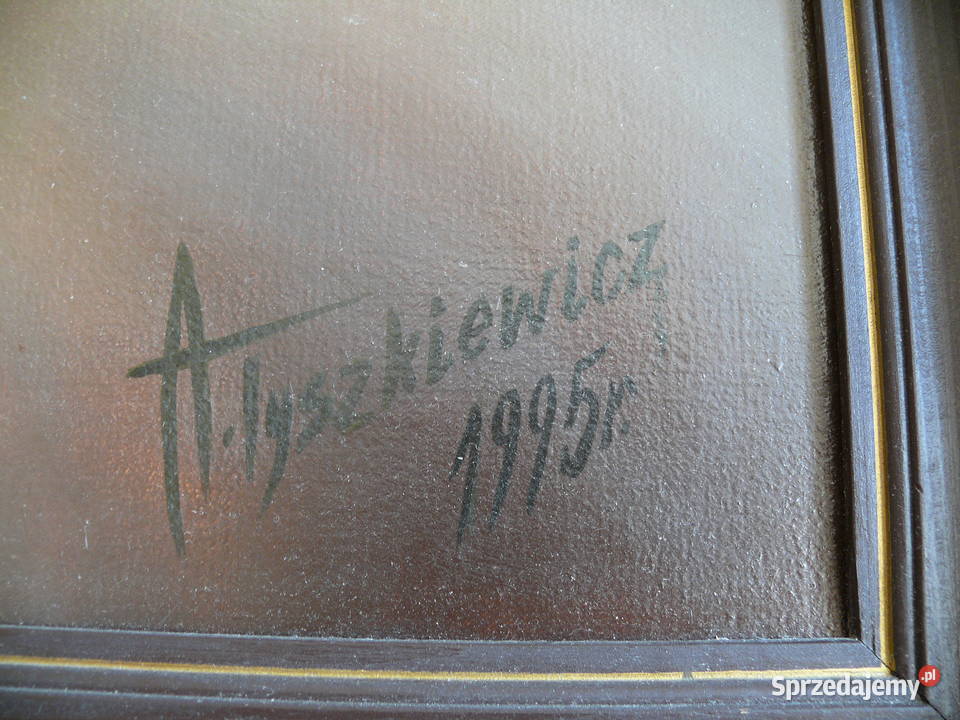 A. Tyszkiewicz
1995r.
Sprzedajemy.pl